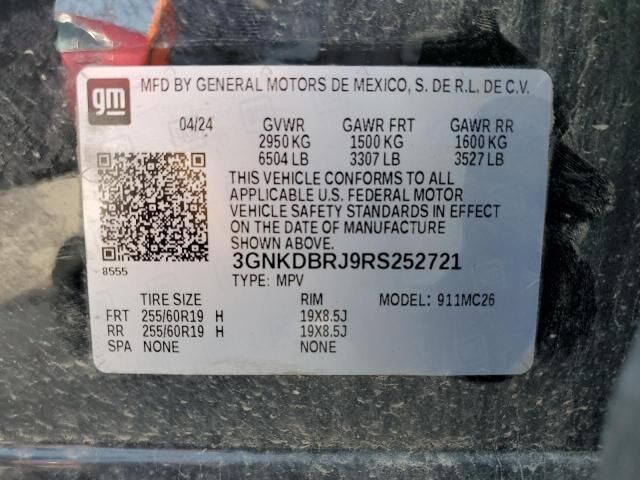 gm
MFD BY GENERAL MOTORS DE MEXICO, S. DE R.L. DE C.V.
04/24 GVWR GAWR FRT GAWR RR
2950 KG 1500 KG 1600 KG
6504 LB 3307 LB 3527 LB
THIS VEHICLE CONFORMS TO ALL
APPLICABLE U.S. FEDERAL MOTOR
VEHICLE SAFETY STANDARDS IN EFFECT
ON THE DATE OF MANUFACTURE
SHOWN ABOVE.
8555
3GNKDBRJ9RS252721
TYPE: MPV
TIRE SIZE RIM MODEL: 911MC26
FRT 255/60R19 H 19X8.5J
RR 255/60R19 H 19X8.5J
SPA NONE NONE